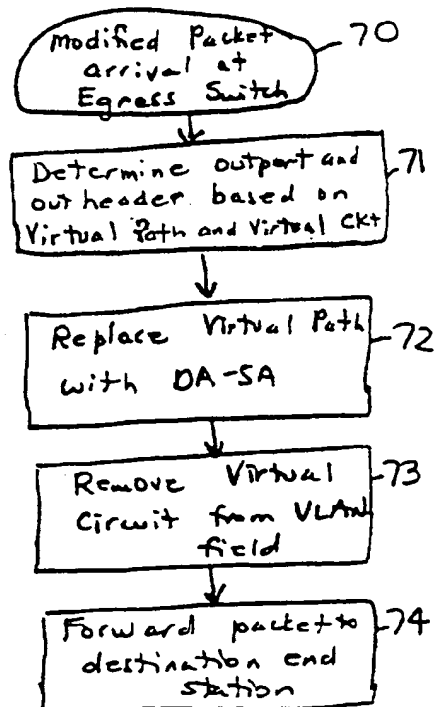 Modified Packet
70
arrival at
Egress Switch
Determine outport and
71
out header based on
Virtual Path and Virtual CKt
Replace Virtual Path
72
with DA-SA
Remove Virtual
73
Circuit from VLAN
field
Forward packet to
74
destination end
station